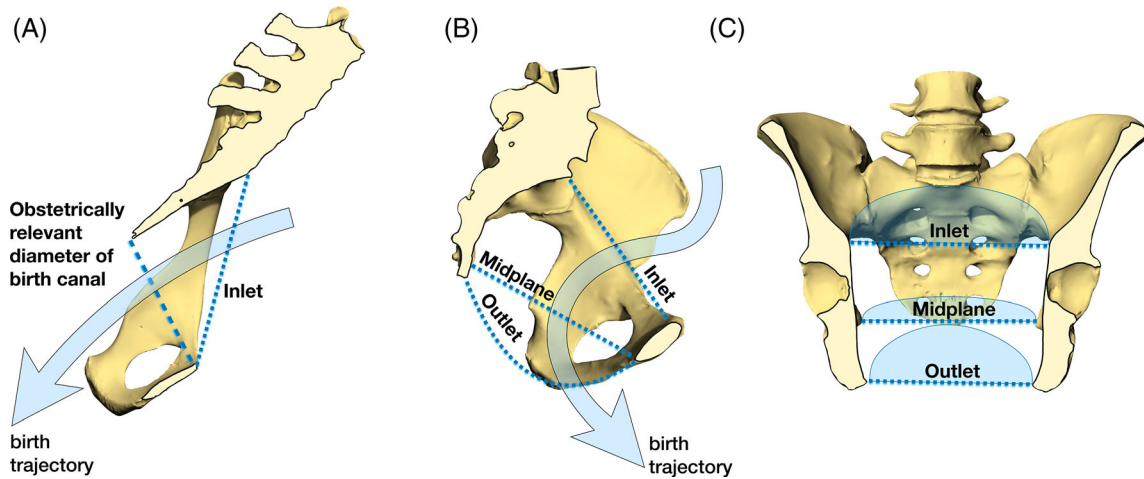 (A)
Obstetrically
relevant
diameter of
birth canal
Inlet
birth
trajectory
(B)
Midplane
Outlet
Inlet
birth
trajectory
(C)
Inlet
Midplane
Outlet